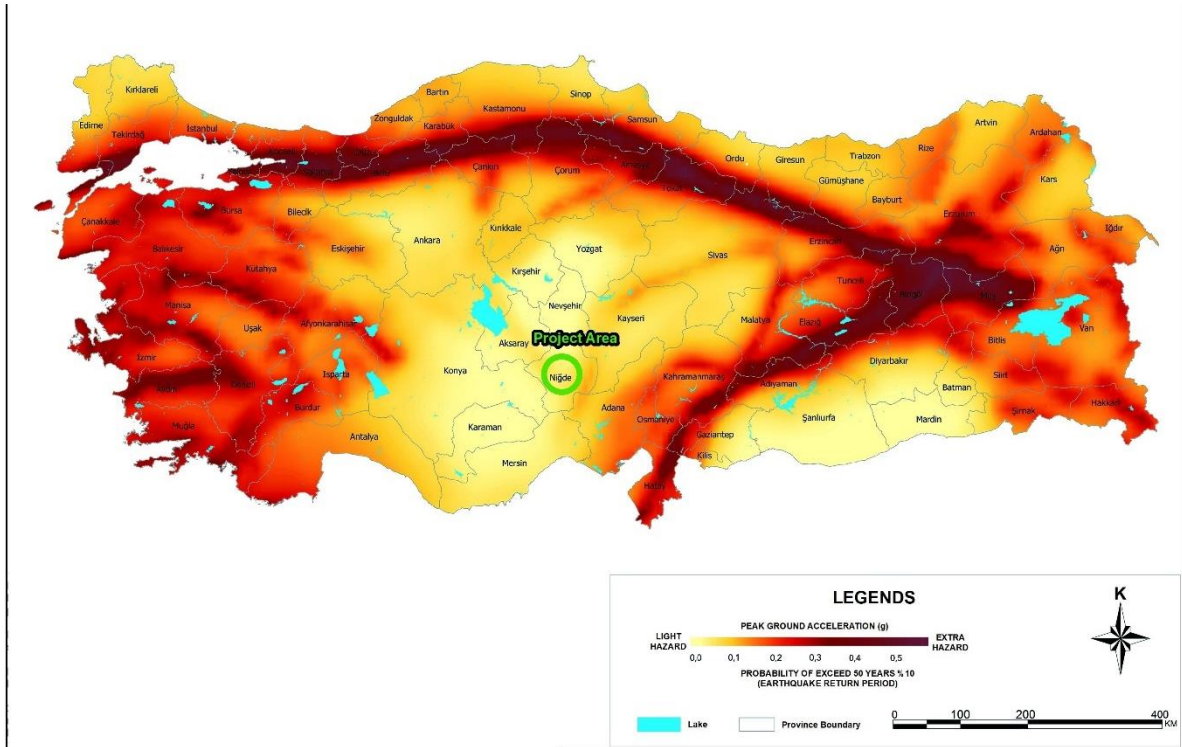 Kırklareli
Edirne
Tekirdağ
İstanbul
Bartın
Zonguldak
Karabük
Kastamonu
Sinop
Samsun
Ordu
Giresun
Trabzon
Rize
Artvin
Ardahan
Kars
Gümüşhane
Bayburt
Erzurum
Iğdır
Ağrı
Çankırı
Çorum
Amasya
Tokat
Çanakkale
Bursa
Bilecik
Balıkesir
Kütahya
Eskişehir
Ankara
Kırıkkale
Yozgat
Sivas
Erzincan
Tunceli
Bingöl
Muş
Kırşehir
Nevşehir
Kayseri
Malatya
Elazığ
Bitlis
Van
Manisa
Uşak
Afyonkarahisar
Aksaray
Project Area
İzmir
Aydın
Denizli
Isparta
Konya
Niğde
Kahramanmaraş
Adıyaman
Diyarbakır
Batman
Siirt
Şırnak
Hakkari
Muğla
Burdur
Antalya
Karaman
Mersin
Adana
Osmaniye
Gaziantep
Kilis
Şanlıurfa
Mardin
Hatay
LEGENDS
K
PEAK GROUND ACCELERATION (g)
LIGHT HAZARD
EXTRA HAZARD
0,0 0,1 0,2 0,3 0,4 0,5
PROBABILITY OF EXCEED 50 YEARS % 10
(EARTHQUAKE RETURN PERIOD)
Lake
Province Boundary
0 100 200 400
KM